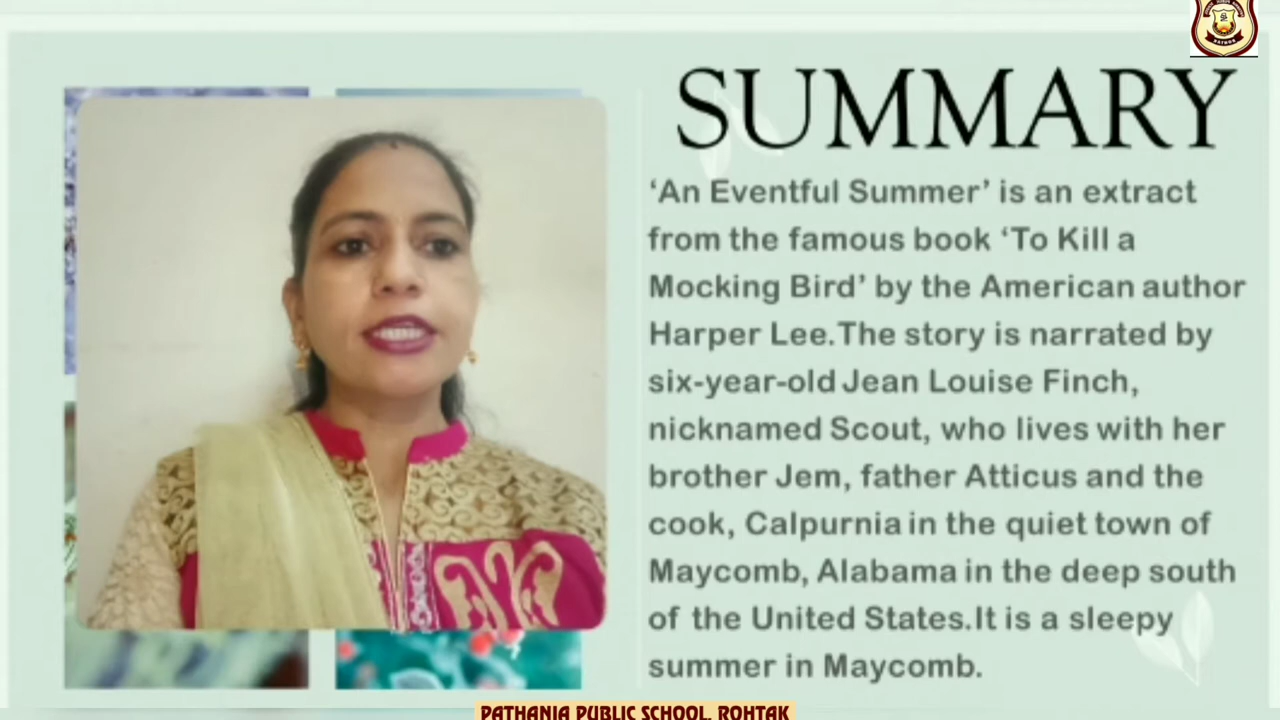 SUMMARY
‘An Eventful Summer’ is an extract
from the famous book ‘To Kill a
Mocking Bird’ by the American author
Harper Lee.The story is narrated by
six-year-old Jean Louise Finch,
nicknamed Scout, who lives with her
brother Jem, father Atticus and the
cook, Calpurnia in the quiet town of
Maycomb, Alabama in the deep south
of the United States.It is a sleepy
summer in Maycomb.
PATHANIA PUBLIC SCHOOL, ROHTAK